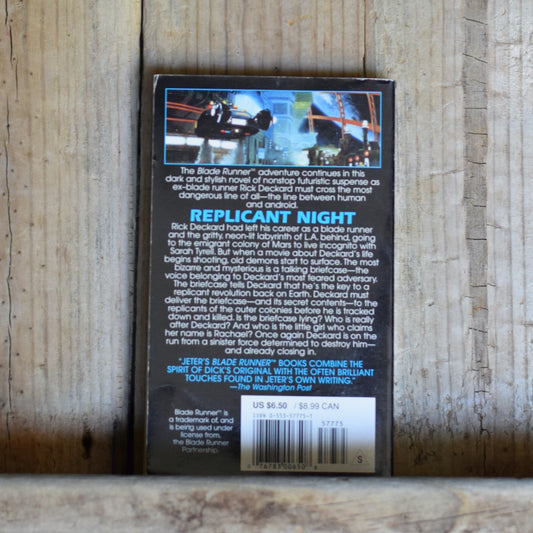 The Blade Runner™ adventure continues in this
dark and stylish novel of nonstop futuristic suspense as
ex-blade runner Rick Deckard must cross the most
dangerous line of all—the line between human
and android.
REPLICANT NIGHT
Rick Deckard had left his career as a blade runner
and the gritty, neon-lit labyrinth of L.A. behind, going
to the emigrant colony of Mars to live incognito with
Sarah Tyrell. But when a movie about Deckard's life
begins shooting, old demons start to surface. The most
bizarre and mysterious is a talking briefcase—the
voice belonging to Deckard's most feared adversary.
The briefcase tells Deckard that he's the key to a
replicant revolution back on Earth. Deckard must
deliver the briefcase—and its secret contents—to the
replicants of the outer colonies before he is tracked
down and killed. Is the briefcase lying? Who is really
after Deckard? And who is the little girl who claims
her name is Rachael? Once again Deckard is on the
run from a sinister force determined to destroy him—
and already closing in.
"JETER'S BLADE RUNNER™ BOOKS COMBINE THE
SPIRIT OF DICK'S ORIGINAL WITH THE OFTEN BRILLIANT
TOUCHES FOUND IN JETER'S OWN WRITING."
—The Washington Post
Blade Runner™ is
a trademark of, and
is being used under
license from,
the Blade Runner
Partnership.
US $6.50 / $8.99 CAN
ISBN 0-553-57775-1
57775
6 76783 00650 8
S